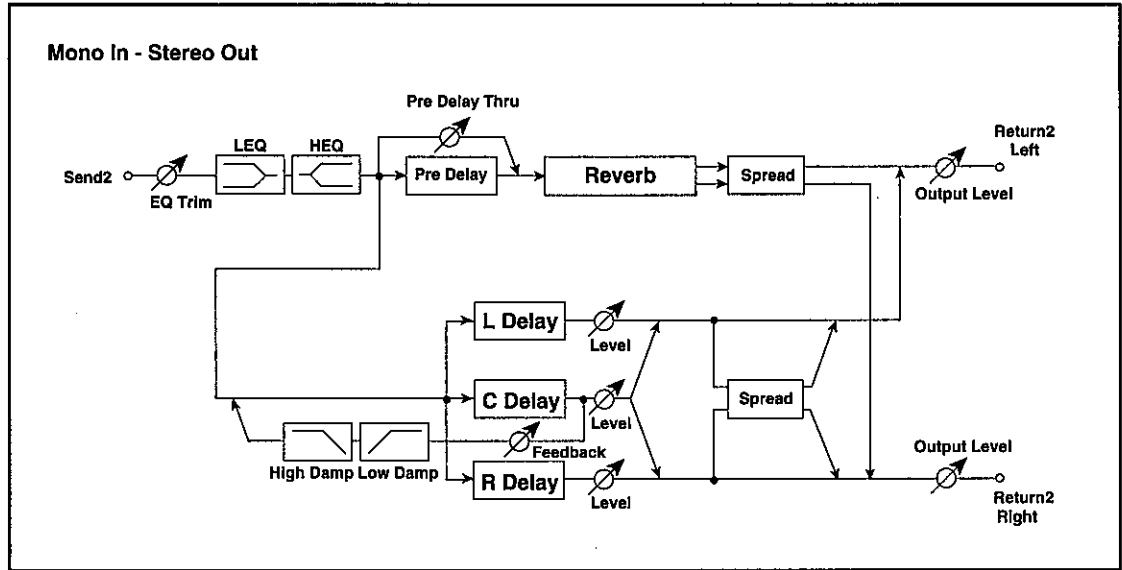 Mono In - Stereo Out
Pre Delay Thru
LEQ
HEQ
Send2
EQ Trim
Pre Delay
Reverb
Spread
Return2
Left
Output Level
L Delay
Level
C Delay
Level
Spread
High Damp
Low Damp
Feedback
R Delay
Level
Output Level
Return2
Right